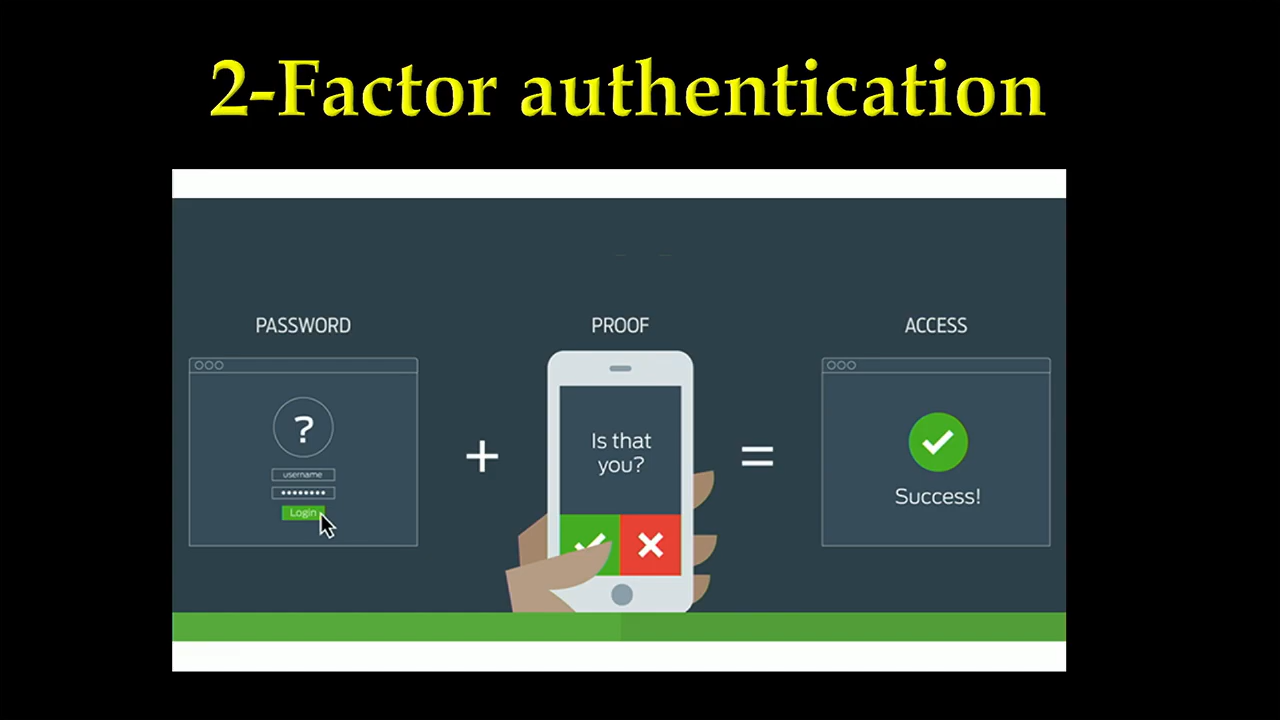 2-Factor authentication
PASSWORD
PROOF
ACCESS
?
username
Login
+
Is that
you?
=
Success!